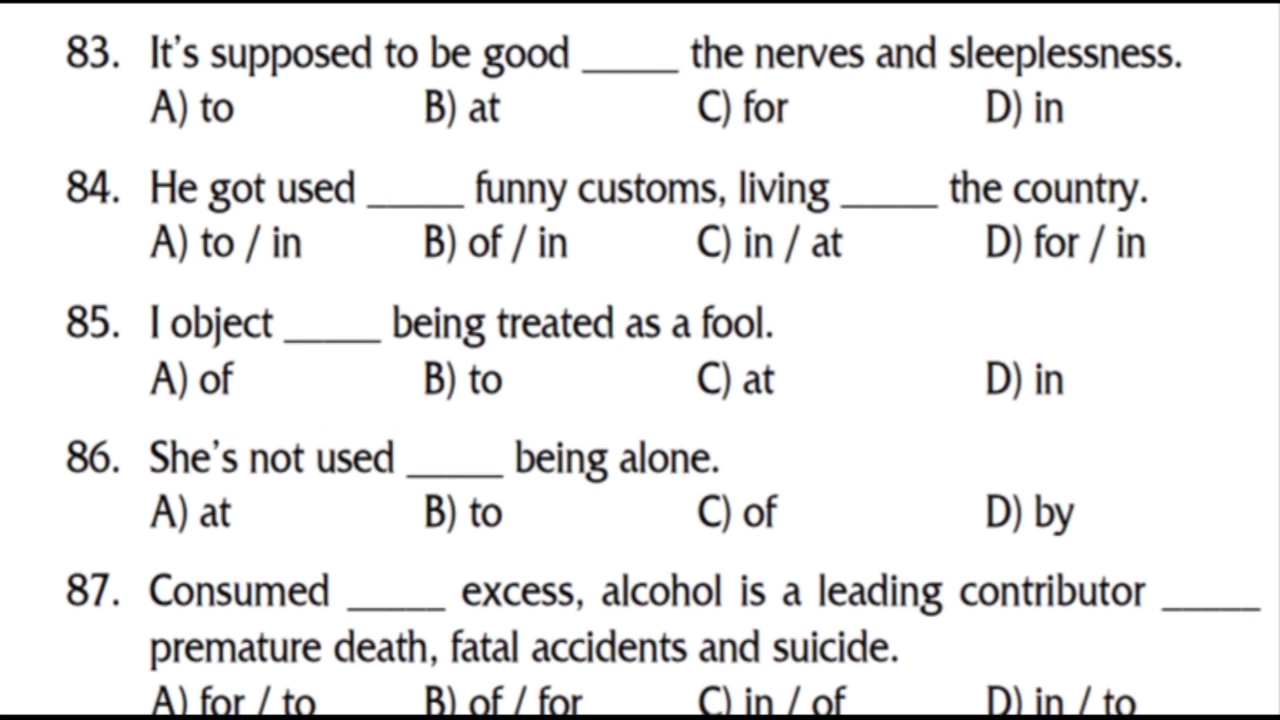 83. It's supposed to be good _____ the nerves and sleeplessness.
A) to B) at C) for D) in
84. He got used _____ funny customs, living _____ the country.
A) to / in B) of / in C) in / at D) for / in
85. I object _____ being treated as a fool.
A) of B) to C) at D) in
86. She's not used _____ being alone.
A) at B) to C) of D) by
87. Consumed _____ excess, alcohol is a leading contributor _____
premature death, fatal accidents and suicide.
A) for / to B) of / for C) in / of D) in / to